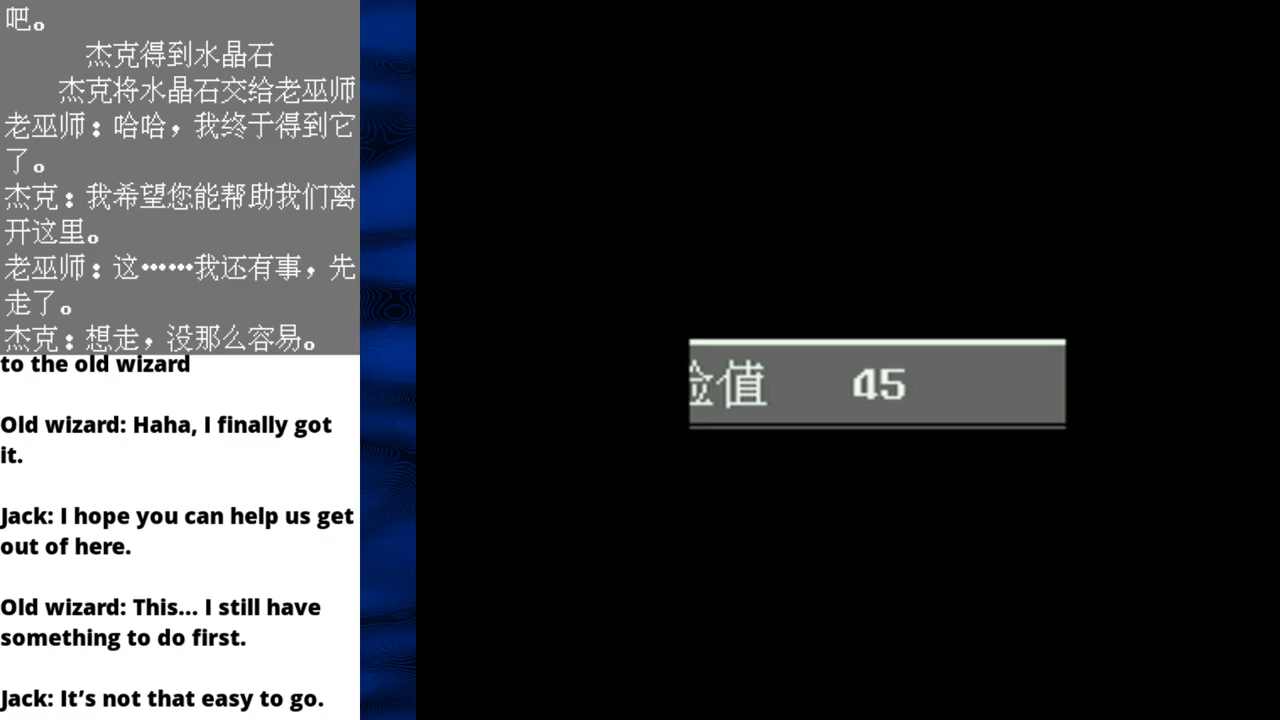 吧。
杰克得到水晶石
杰克将水晶石交给老巫师
老巫师：哈哈，我终于得到它
了。
杰克：我希望您能帮助我们离
开这里。
老巫师：这……我还有事，先
走了。
杰克：想走，没那么容易。
to the old wizard
Old wizard: Haha, I finally got
it.
Jack: I hope you can help us get
out of here.
Old wizard: This... I still have
something to do first.
Jack: It’s not that easy to go.
值 45